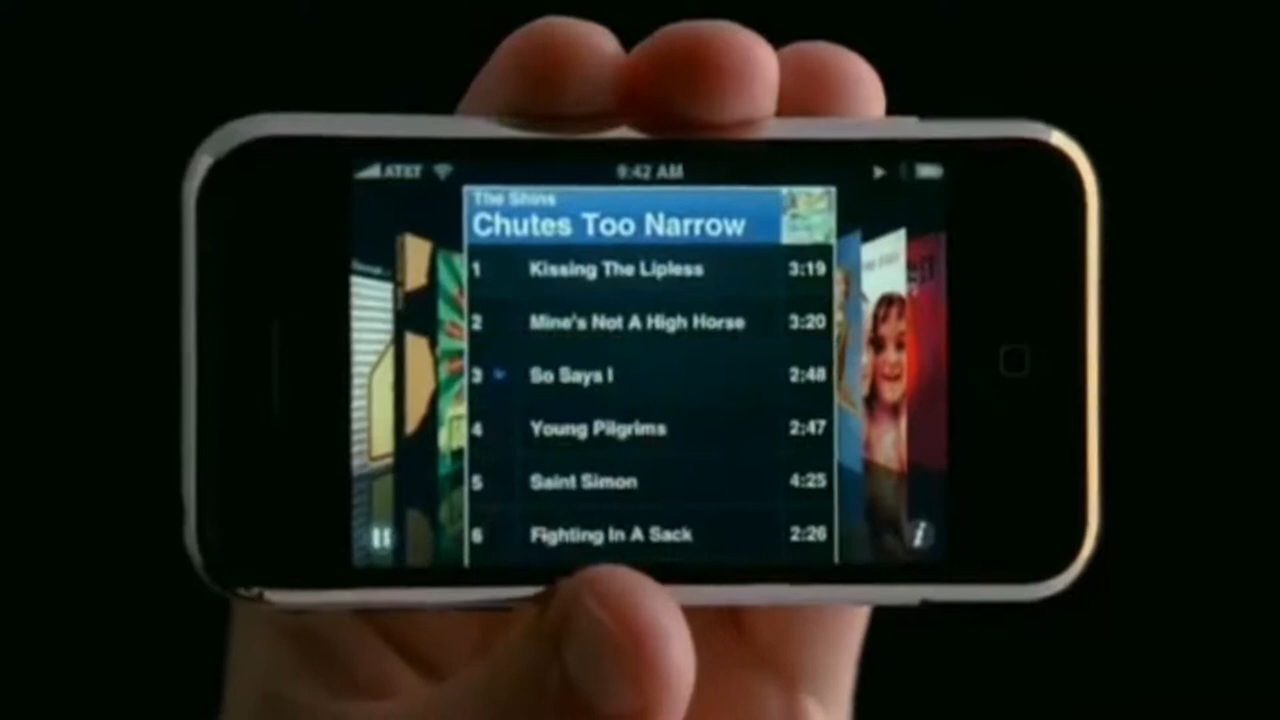 AT&T 9:42 AM
The Shins
Chutes Too Narrow
1 Kissing The Lipless 3:19
2 Mine's Not A High Horse 3:20
3 So Says I 2:48
4 Young Pilgrims 2:47
5 Saint Simon 4:25
6 Fighting In A Sack 2:26